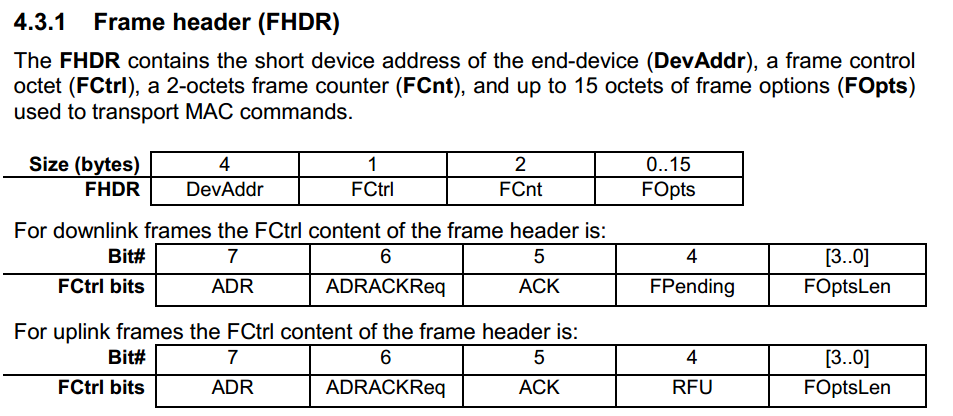 4.3.1 Frame header (FHDR)
The FHDR contains the short device address of the end-device (DevAddr), a frame control
octet (FCtrl), a 2-octets frame counter (FCnt), and up to 15 octets of frame options (FOpts)
used to transport MAC commands.
Size (bytes) 4 1 2 0..15
FHDR DevAddr FCtrl FCnt FOpts
For downlink frames the FCtrl content of the frame header is:
Bit# 7 6 5 4 [3..0]
FCtrl bits ADR ADRACKReq ACK FPending FOptsLen
For uplink frames the FCtrl content of the frame header is:
Bit# 7 6 5 4 [3..0]
FCtrl bits ADR ADRACKReq ACK RFU FOptsLen